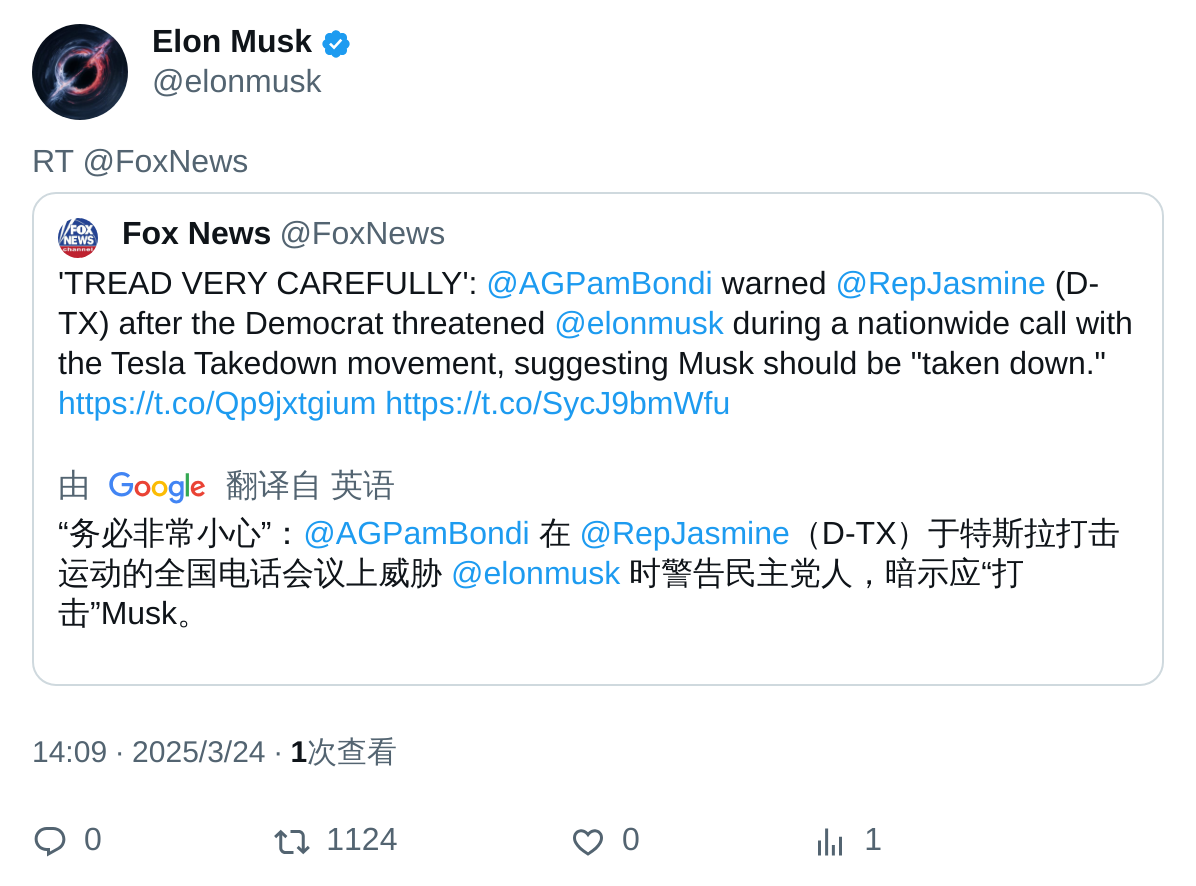 Elon Musk
@elonmusk
RT @FoxNews
FOX
NEWS
channel
Fox News @FoxNews
'TREAD VERY CAREFULLY': @AGPamBondi warned @RepJasmine (D-
TX) after the Democrat threatened @elonmusk during a nationwide call with
the Tesla Takedown movement, suggesting Musk should be "taken down."
https://t.co/Qp9jxtgium https://t.co/SycJ9bmWfu
由 Google 翻译自 英语
“务必非常小心”：@AGPamBondi 在 @RepJasmine（D-TX）于特斯拉打击
运动的全国电话会议上威胁 @elonmusk 时警告民主党人，暗示应“打
击”Musk。
14:09 · 2025/3/24 · 1次查看
0 1124 0 1